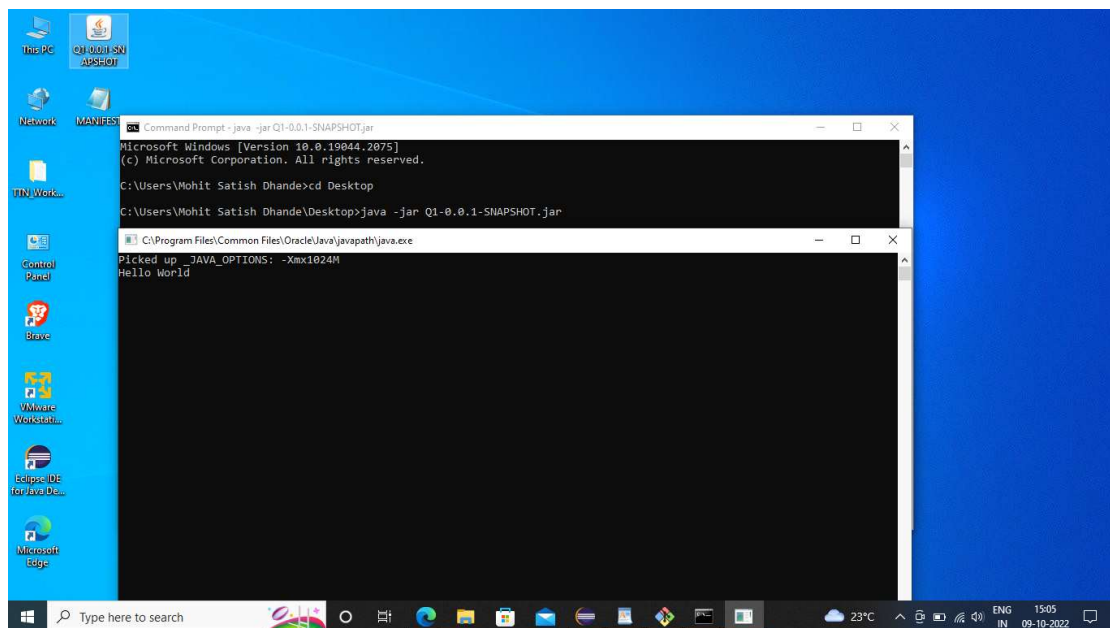 This PC
Q1-0.0.1-SN
APSHOT
Network
MANIFEST
Command Prompt - java -jar Q1-0.0.1-SNAPSHOT.jar
Microsoft Windows [Version 10.0.19044.2075]
(c) Microsoft Corporation. All rights reserved.
C:\Users\Mohit Satish Dhande>cd Desktop
C:\Users\Mohit Satish Dhande\Desktop>java -jar Q1-0.0.1-SNAPSHOT.jar
C:\Program Files\Common Files\Oracle\Java\javapath\java.exe
Picked up _JAVA_OPTIONS: -Xmx1024M
Hello World
Control
Panel
Brave
VMware
Workstati...
Eclipse IDE
for Java De...
Microsoft
Edge
Type here to search
23°C
ENG
IN
15:05
09-10-2022